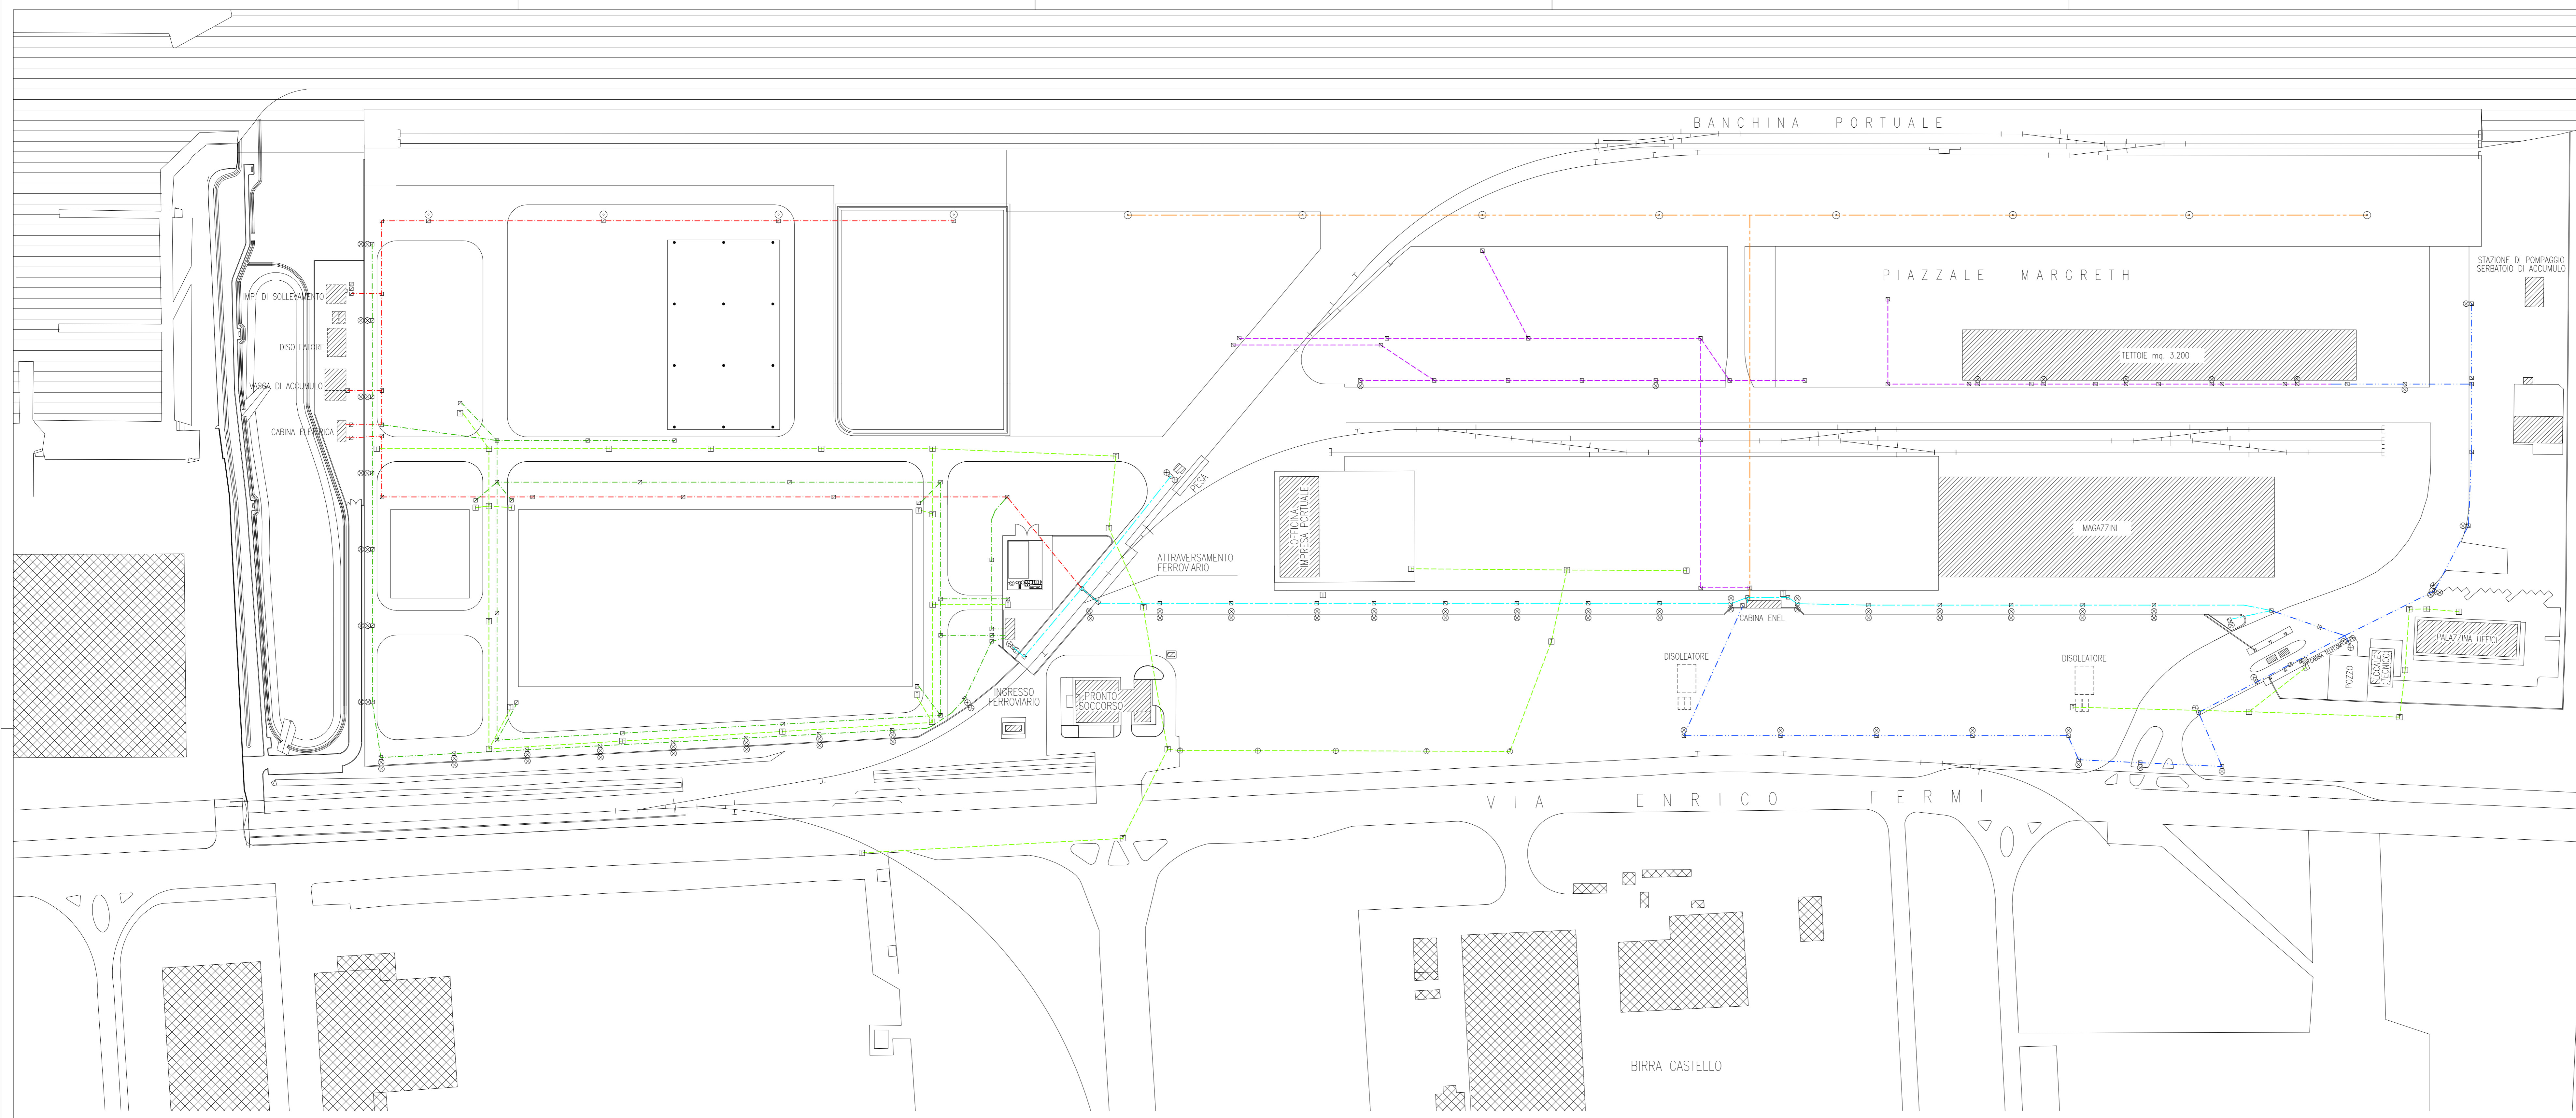 BANCHINA PORTUALE
STAZIONE DI POMPAGGIO
SERBATOIO DI ACCUMULO
PIAZZALE MARGRETH
IMP. DI SOLLEVAMENTO
DISOLEATORE
VASCA DI ACCUMULO
CABINA ELETTRICA
TETTOIE mq. 3.200
PESA
OFFICINA
IMPRESA PORTUALE
MAGAZZINI
ATTRAVERSAMENTO
FERROVIARIO
CABINA ENEL
DISOLEATORE
DISOLEATORE
CABINA TELECOM
POZZO
LOCALE
TECNICO
PALAZZINA UFFICI
INGRESSO
FERROVIARIO
PRONTO
SOCCORSO
VIA ENRICO FERMI
BIRRA CASTELLO